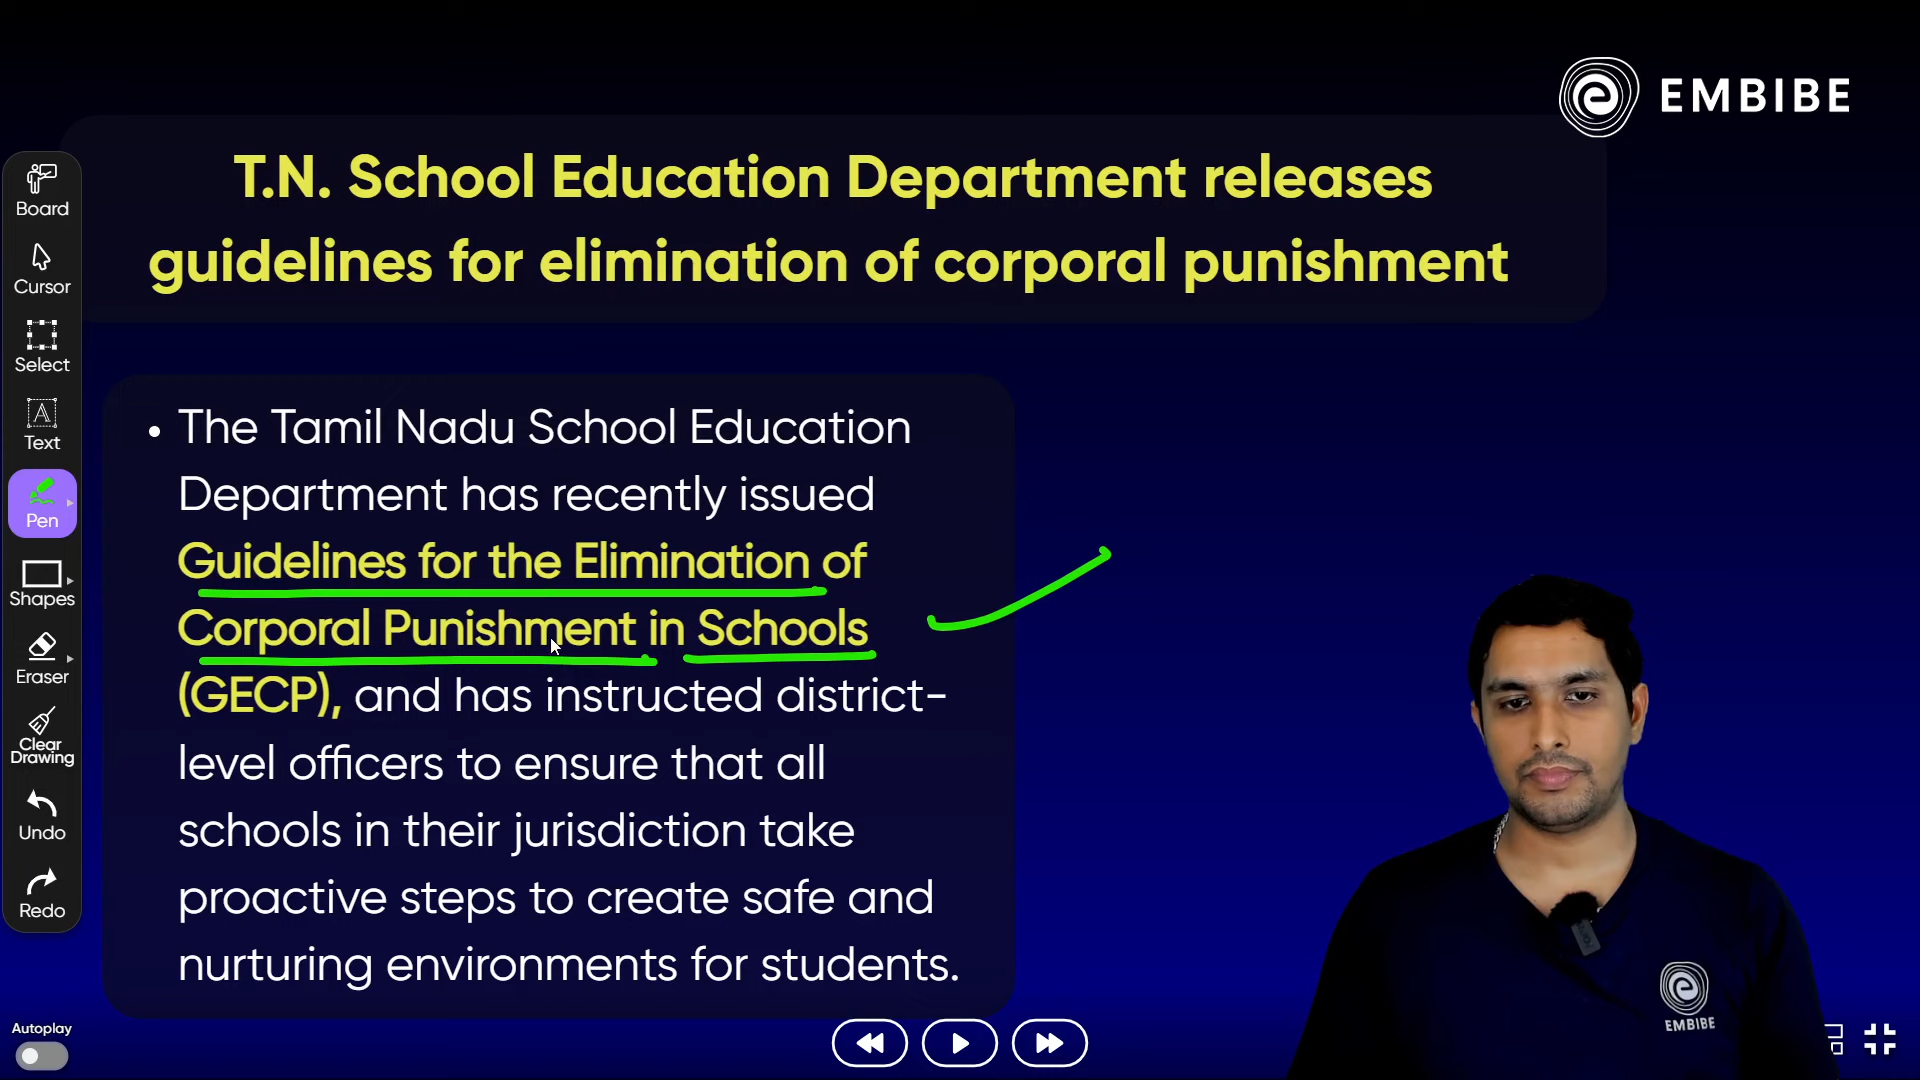 EMBIBE
T.N. School Education Department releases
guidelines for elimination of corporal punishment
Board
Cursor
Select
Text
Pen
Shapes
Eraser
Clear
Drawing
Undo
Redo
Autoplay
• The Tamil Nadu School Education
Department has recently issued
Guidelines for the Elimination of
Corporal Punishment in Schools
(GECP), and has instructed district-
level officers to ensure that all
schools in their jurisdiction take
proactive steps to create safe and
nurturing environments for students.
EMBIBE